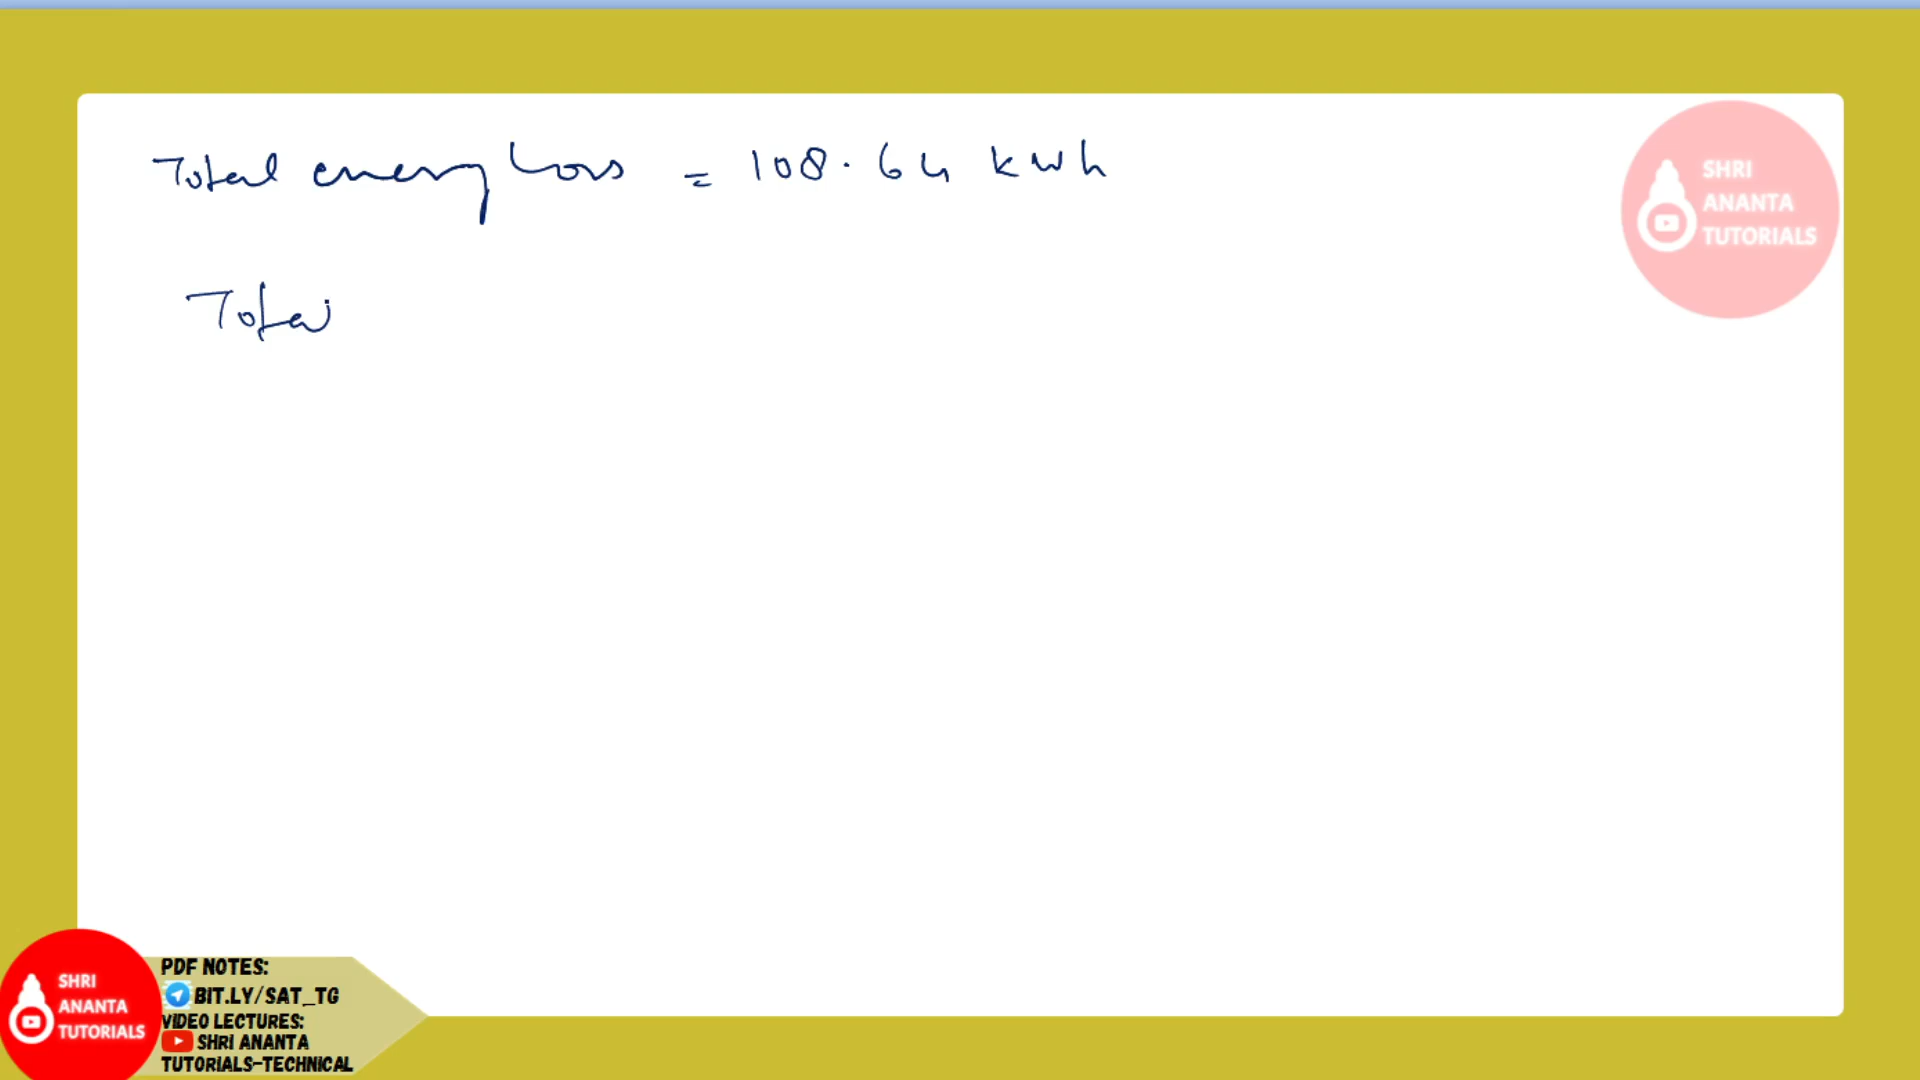 Total energy loss = 108.64 kwh
SHRI
ANANTA
TUTORIALS
Total
PDF NOTES:
BIT.LY/SAT_TG
VIDEO LECTURES:
SHRI ANANTA
TUTORIALS-TECHNICAL
SHRI
ANANTA
TUTORIALS